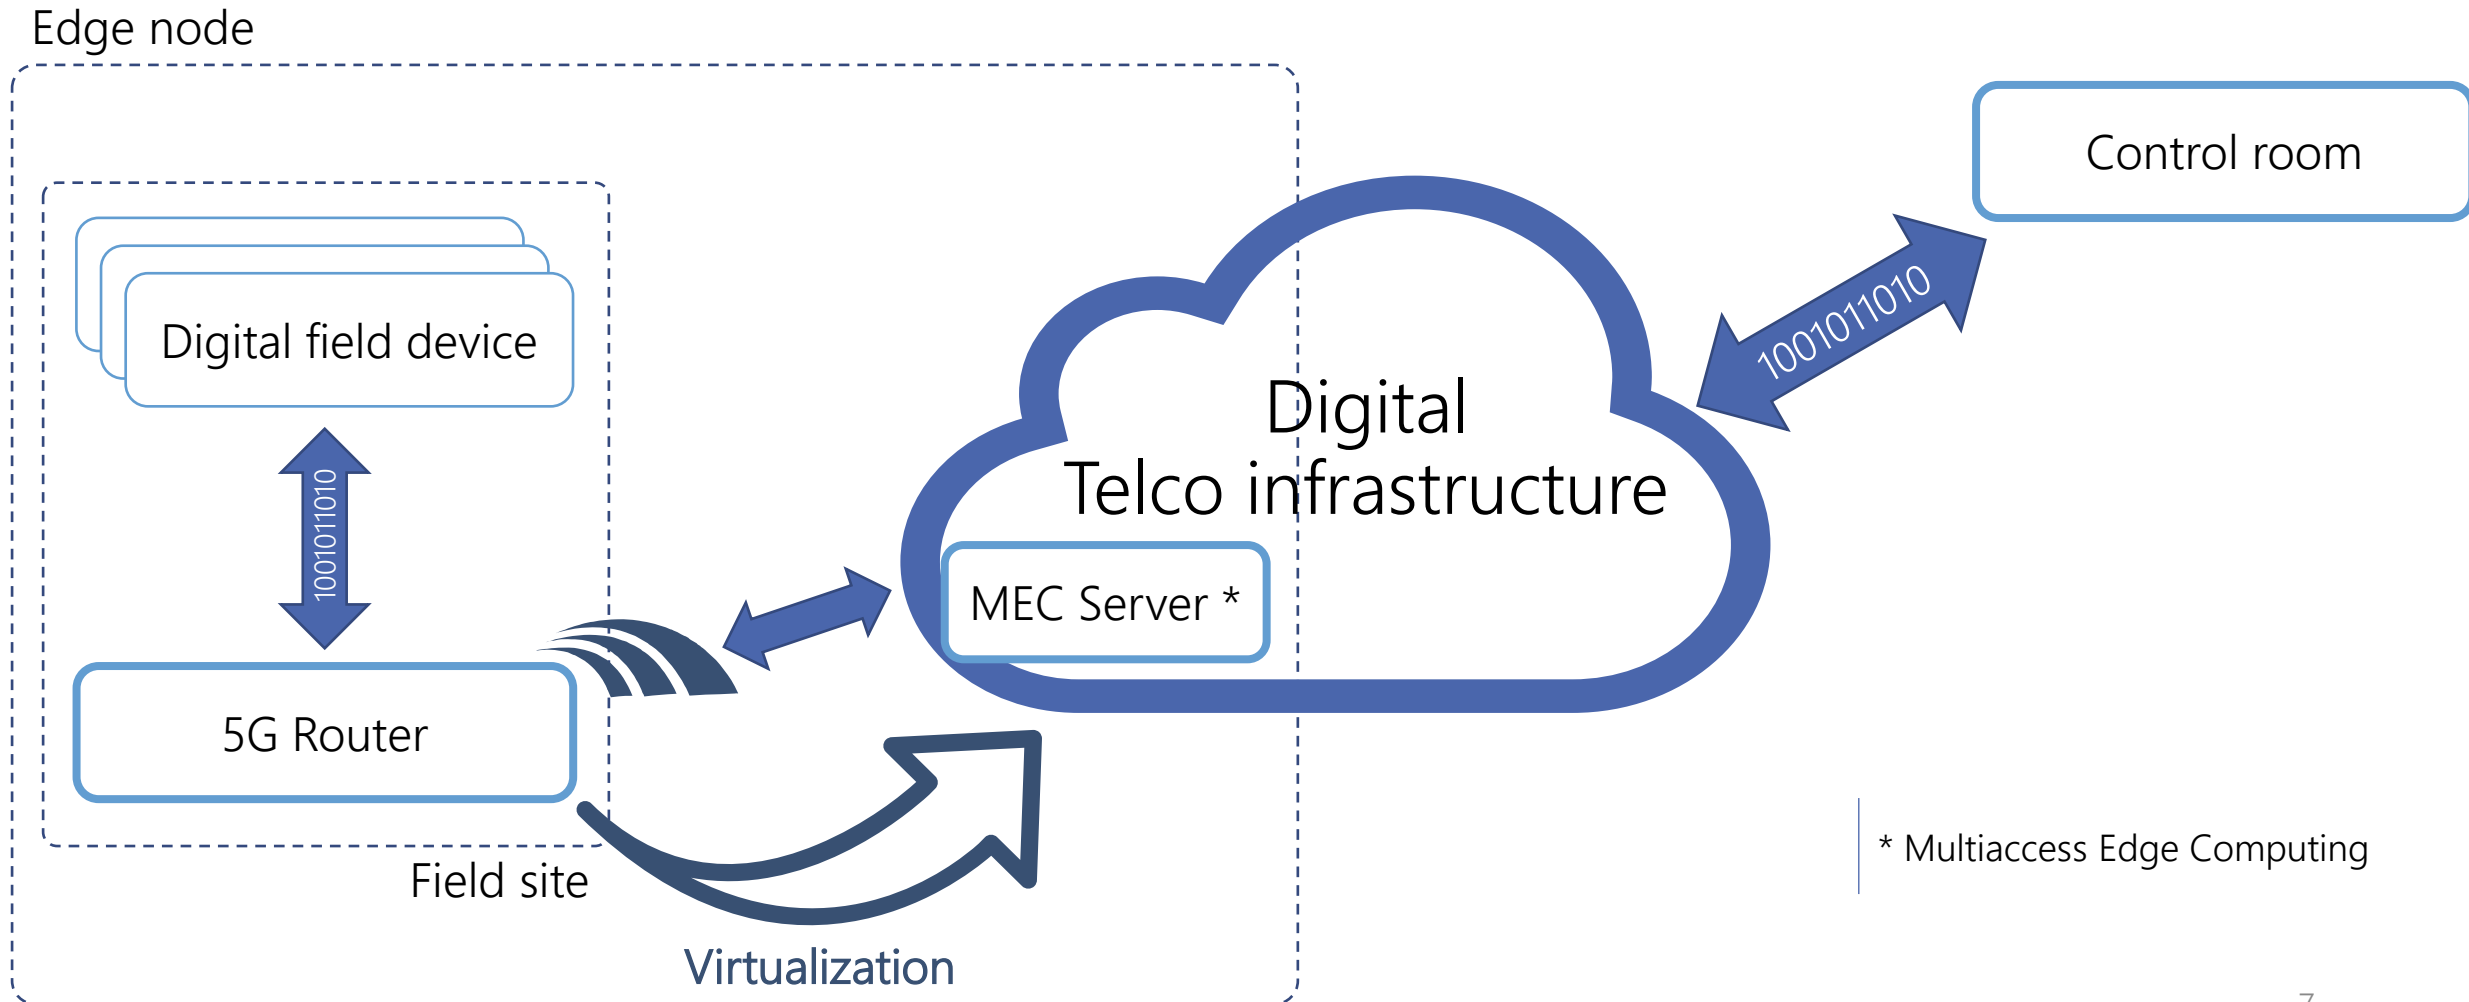 Edge node
Control room
Digital field device
1001011010
1001011010
Digital
Telco infrastructure
MEC Server *
5G Router
* Multiaccess Edge Computing
Field site
Virtualization
7